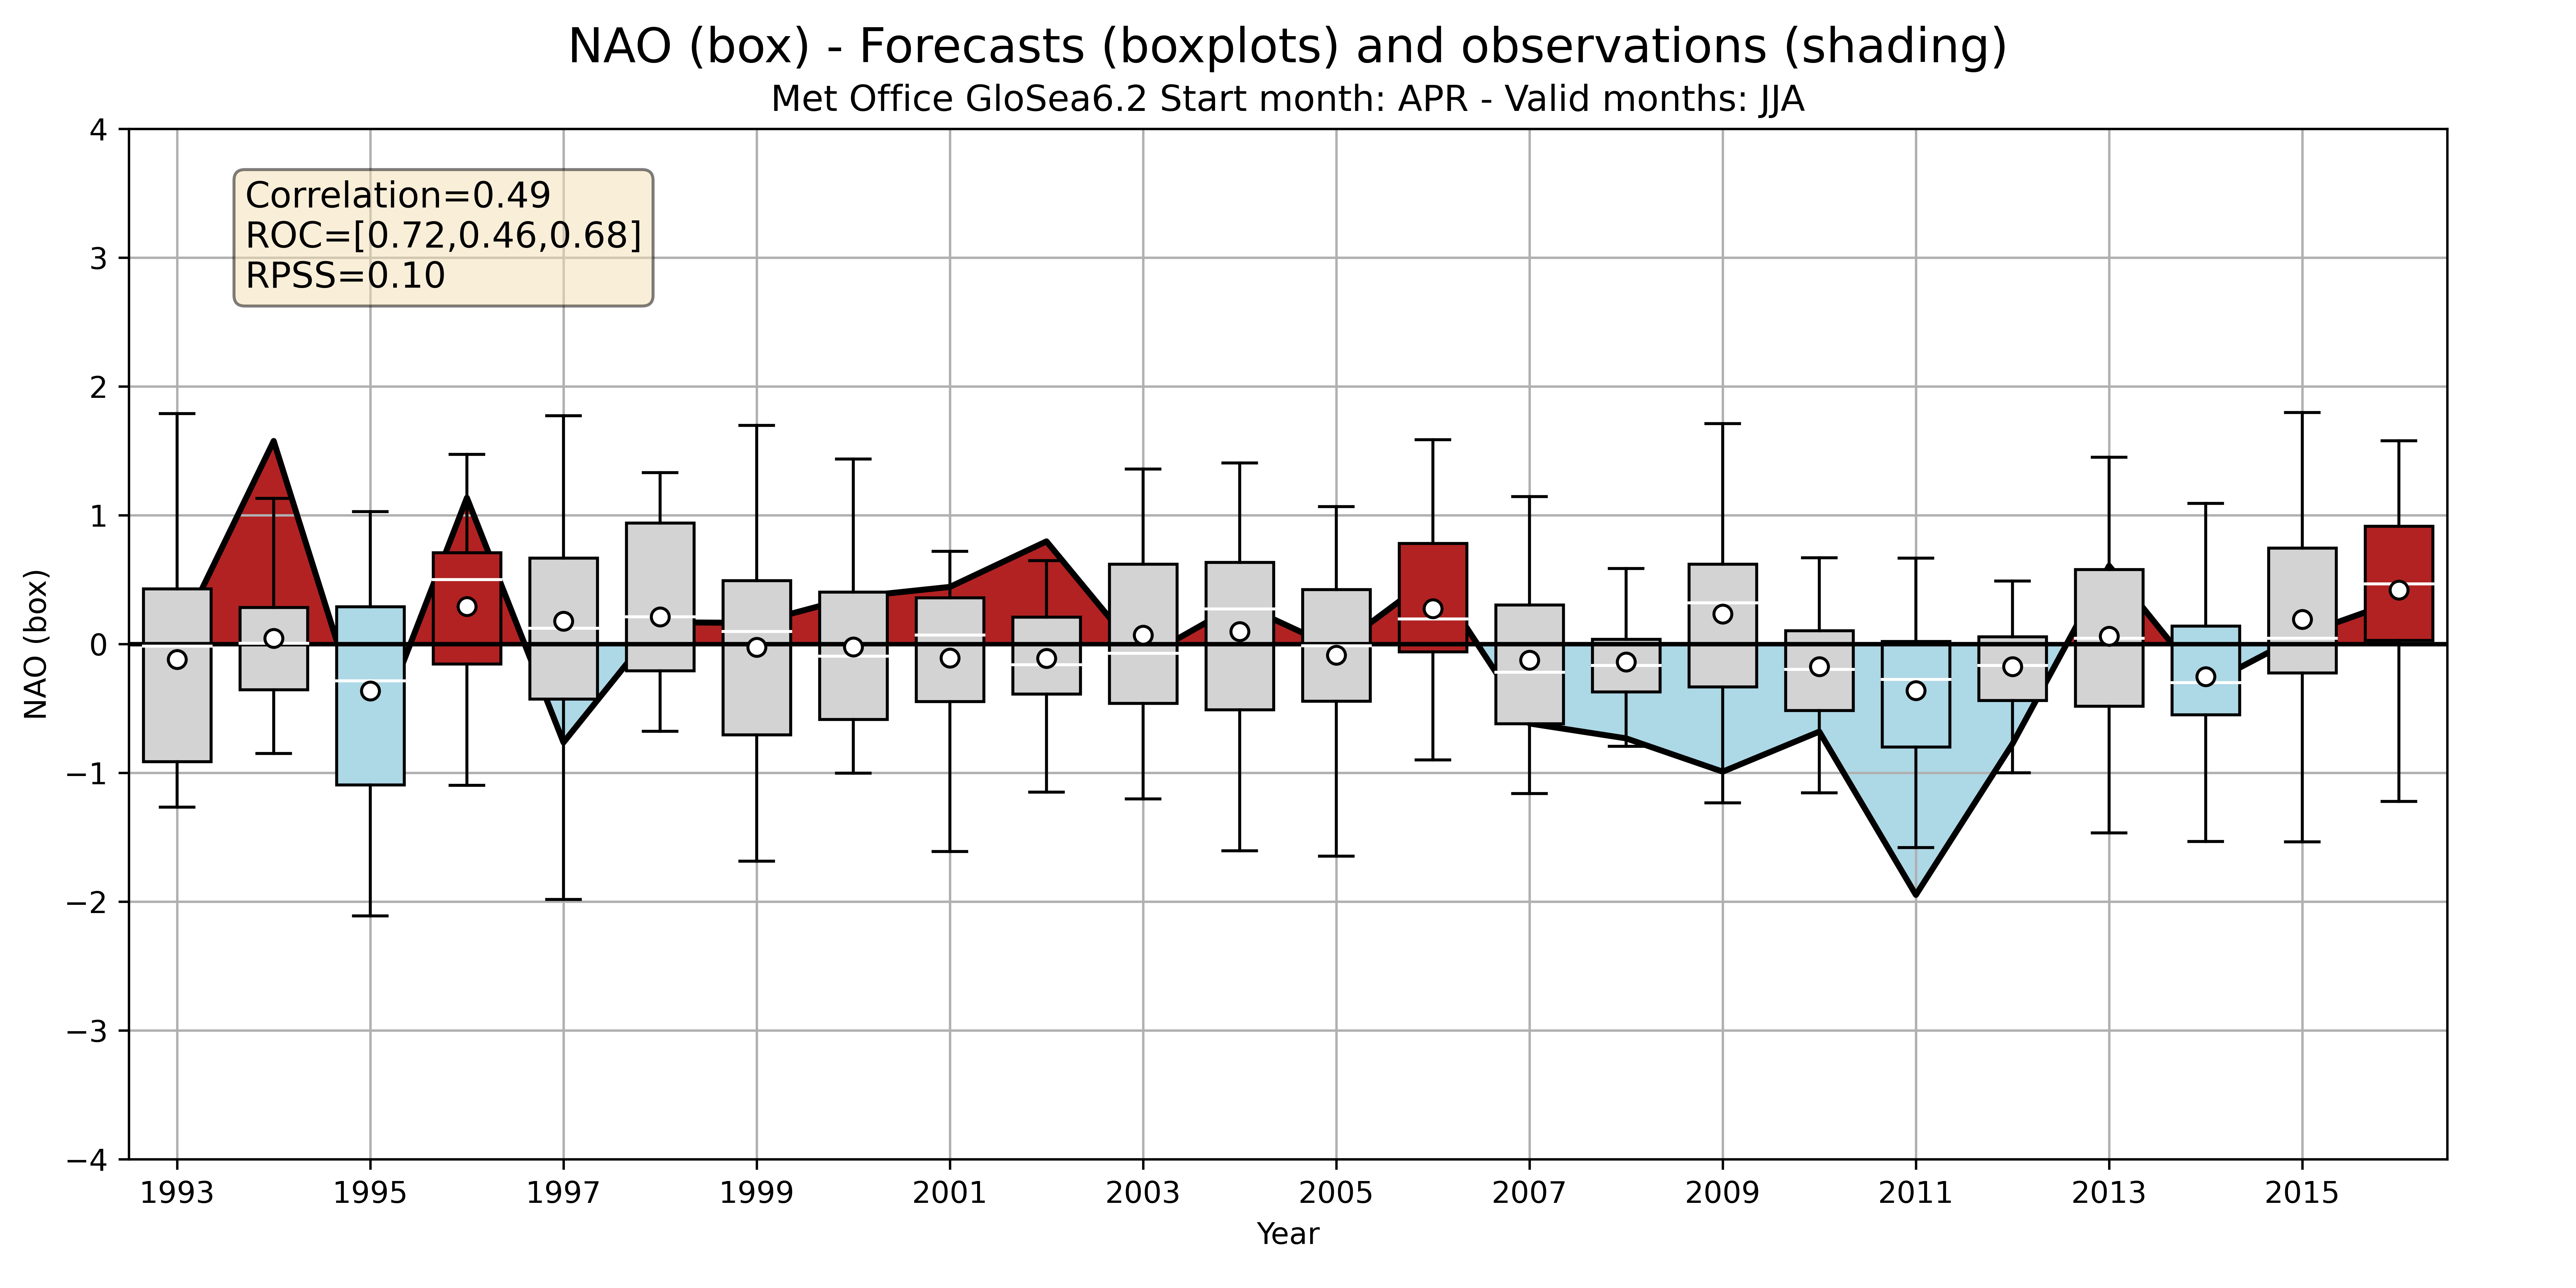 NAO (box) - Forecasts (boxplots) and observations (shading)
Met Office GloSea6.2 Start month: APR - Valid months: JJA
Correlation=0.49
ROC=[0.72,0.46,0.68]
RPSS=0.10
NAO (box)
4
3
2
1
0
−1
−2
−3
−4
1993 1995 1997 1999 2001 2003 2005 2007 2009 2011 2013 2015
Year